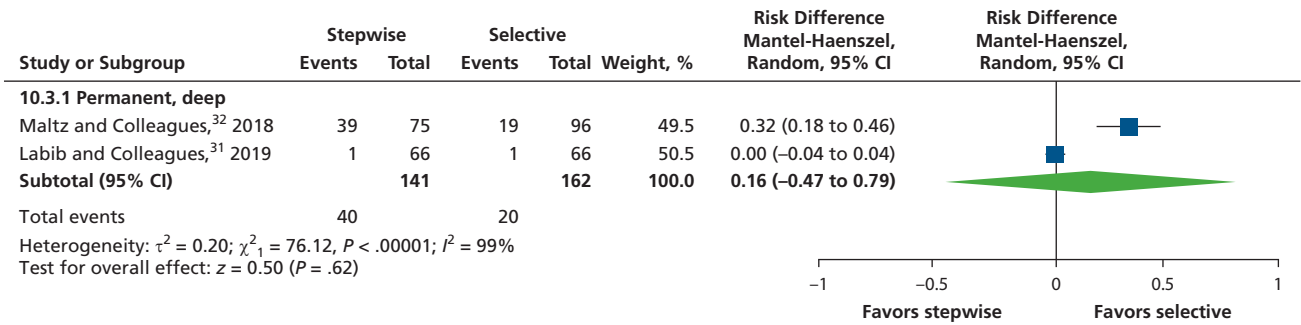 Study or Subgroup Stepwise Events Total Selective Events Total Weight, % Risk Difference Mantel-Haenszel, Random, 95% CI Risk Difference Mantel-Haenszel, Random, 95% CI
10.3.1 Permanent, deep
Maltz and Colleagues,32 2018 39 75 19 96 49.5 0.32 (0.18 to 0.46)
Labib and Colleagues,31 2019 1 66 1 66 50.5 0.00 (–0.04 to 0.04)
Subtotal (95% CI) 141 162 100.0 0.16 (–0.47 to 0.79)
Total events 40 20
Heterogeneity: τ2 = 0.20; χ21 = 76.12, P < .00001; I2 = 99%
Test for overall effect: z = 0.50 (P = .62)
–1 –0.5 0 0.5 1
Favors stepwise Favors selective